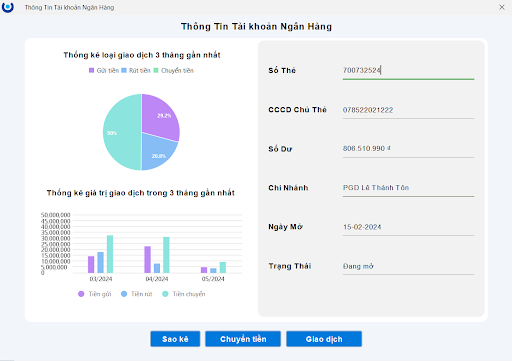 Thông Tin Tài khoản Ngân Hàng
Thông Tin Tài khoản Ngân Hàng
Thống kê loại giao dịch 3 tháng gần nhất
Gửi tiền Rút tiền Chuyển tiền
29.2%
20.8%
50%
Thống kê giá trị giao dịch trong 3 tháng gần nhất
50,000,000
45,000,000
40,000,000
35,000,000
30,000,000
25,000,000
20,000,000
15,000,000
10,000,000
5,000,000
0
03/2024 04/2024 05/2024
Tiền gửi Tiền rút Tiền chuyển
Số Thẻ 700732524
CCCD Chủ Thẻ 078522021222
Số Dư 806.510.990 đ
Chi Nhánh PGD Lê Thánh Tôn
Ngày Mở 15-02-2024
Trạng Thái Đang mở
Sao kê Chuyển tiền Giao dịch